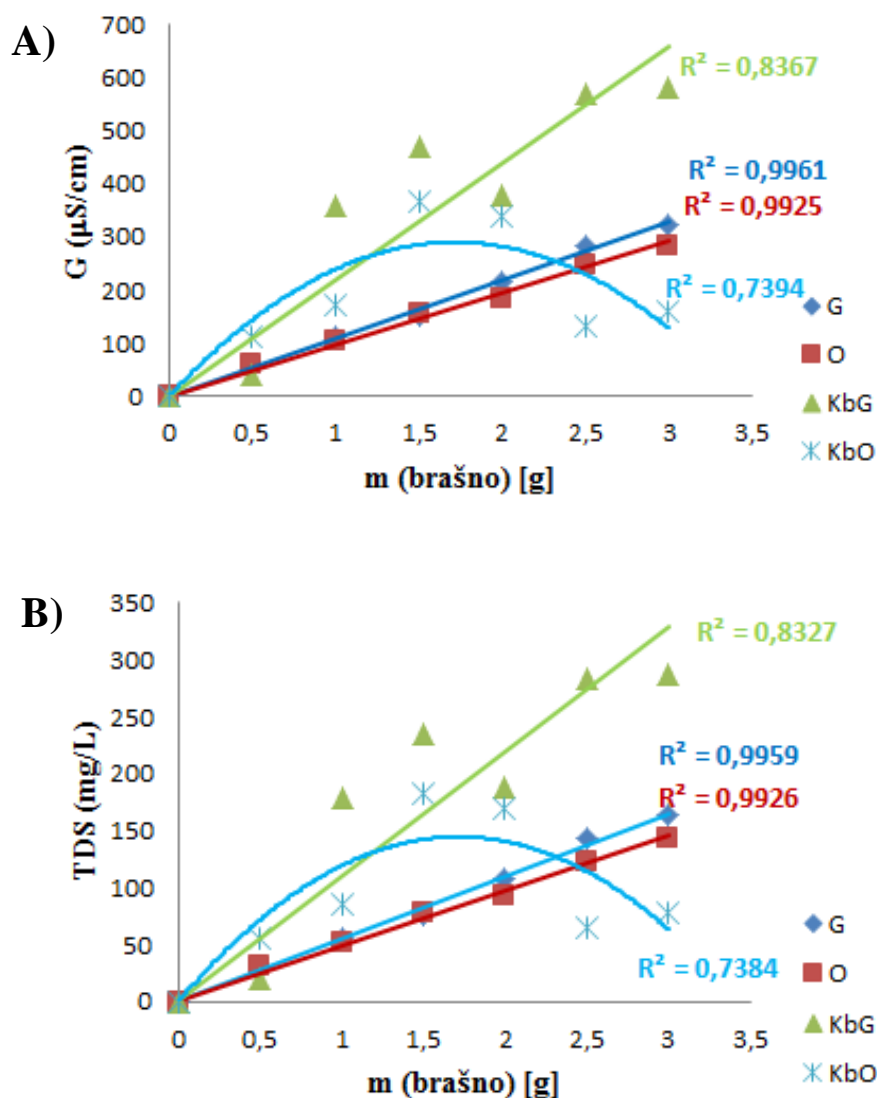 A)
700
600
500
400
300
200
100
0
G (µS/cm)
R² = 0,8367
R² = 0,9961
R² = 0,9925
R² = 0,7394
G
O
KbG
KbO
0 0,5 1 1,5 2 2,5 3 3,5
m (brašno) [g]
B)
350
300
250
200
150
100
50
0
TDS (mg/L)
R² = 0,8327
R² = 0,9959
R² = 0,9926
R² = 0,7384
G
O
KbG
KbO
0 0,5 1 1,5 2 2,5 3 3,5
m (brašno) [g]